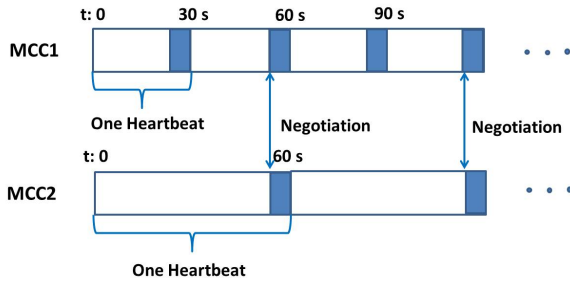 t: 0 30 s 60 s 90 s
MCC1
One Heartbeat
Negotiation
Negotiation
t: 0 60 s
MCC2
One Heartbeat